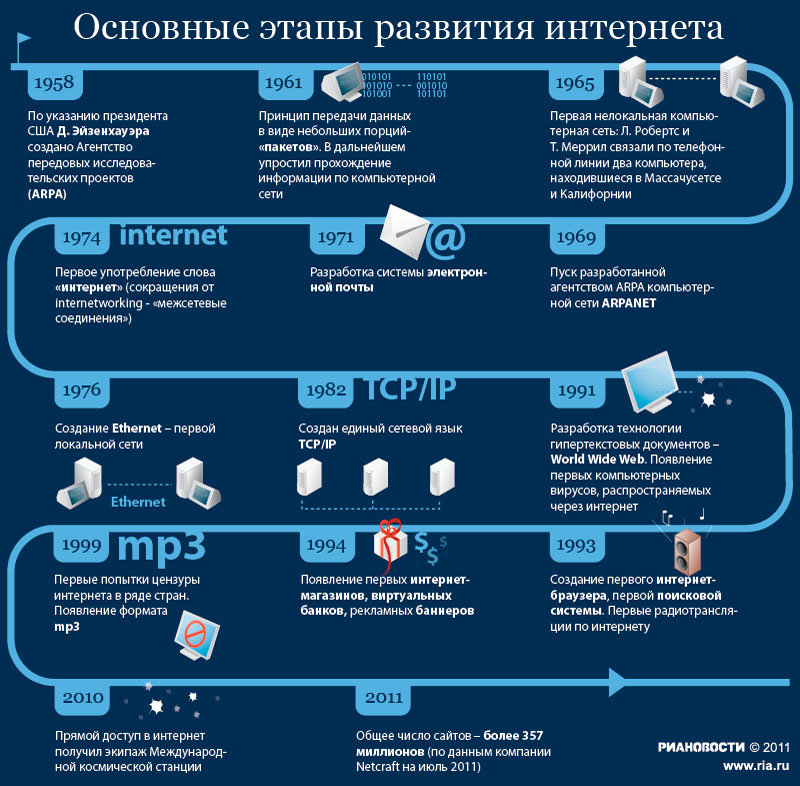 Основные этапы развития интернета
1958
По указанию президента
США Д. Эйзенхауэра
создано Агентство
передовых исследова-
тельских проектов
(ARPA)
1961
010101
001010
101001
110101
001010
101101
Принцип передачи данных
в виде небольших порций-
«пакетов». В дальнейшем
упростил прохождение
информации по компьютерной
сети
1965
Первая нелокальная компью-
терная сеть: Л. Робертс и
Т. Меррил связали по телефон-
ной линии два компьютера,
находившиеся в Массачусетсе
и Калифорнии
1969
Пуск разработанной
агентством ARPA компьютер-
ной сети ARPANET
1971
@
Разработка системы электрон-
ной почты
1974
internet
Первое употребление слова
«интернет» (сокращения от
internetworking - «межсетевые
соединения»)
1976
Создание Ethernet – первой
локальной сети
Ethernet
1982
TCP/IP
Создан единый сетевой язык
TCP/IP
1991
Разработка технологии
гипертекстовых документов –
World Wide Web. Появление
первых компьютерных
вирусов, распространяемых
через интернет
1993
Создание первого интернет-
браузера, первой поисковой
системы. Первые радиотрансля-
ции по интернету
1994
$ $ $
Появление первых интернет-
магазинов, виртуальных
банков, рекламных баннеров
1999
mp3
Первые попытки цензуры
интернета в ряде стран.
Появление формата
mp3
2010
Прямой доступ в интернет
получил экипаж Международ-
ной космической станции
2011
Общее число сайтов – более 357
миллионов (по данным компании
Netcraft на июль 2011)
РИАНОВОСТИ © 2011
www.ria.ru